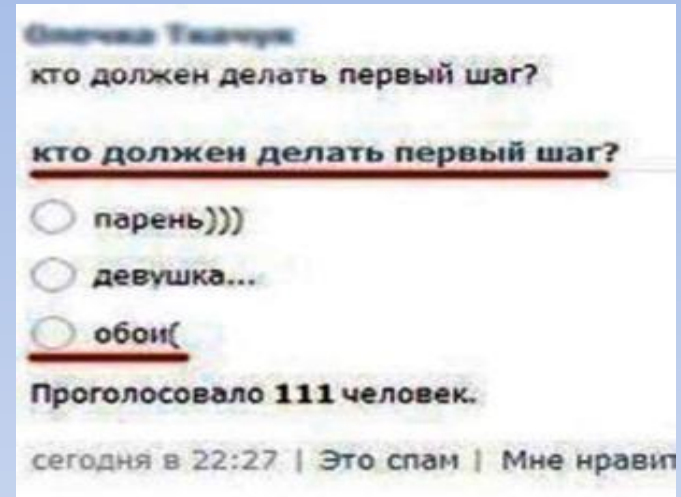 кто должен делать первый шаг?
кто должен делать первый шаг?
парень)))
девушка...
обои(
Проголосовало 111 человек.
сегодня в 22:27 | Это спам | Мне нравит